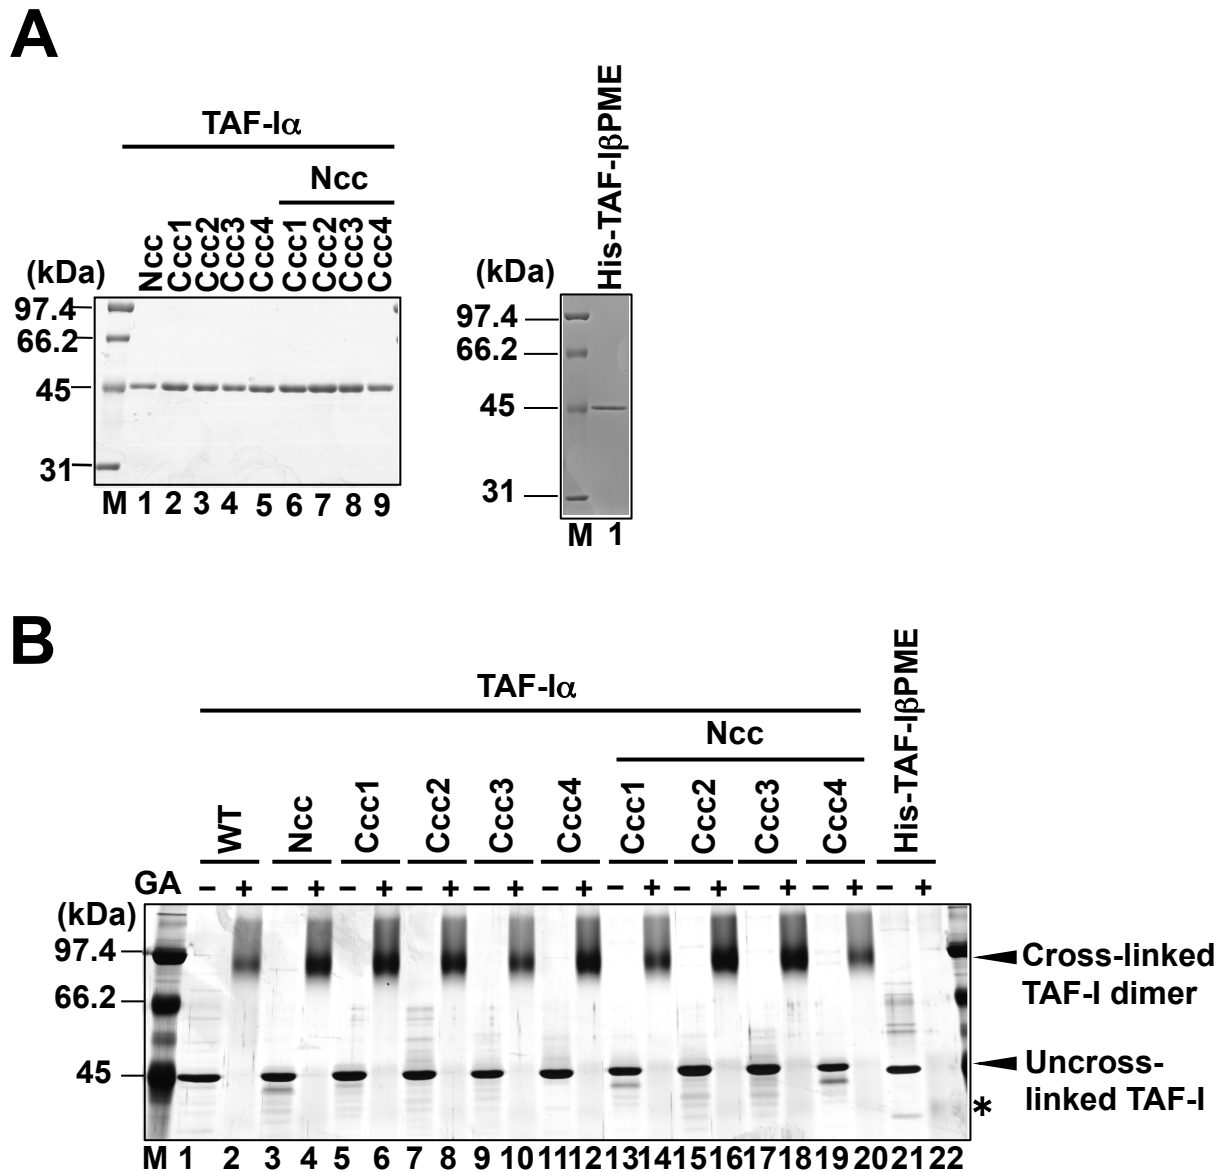 A
TAF-Iα
Ncc
Ncc Ccc1 Ccc2 Ccc3 Ccc4 Ccc1 Ccc2 Ccc3 Ccc4
(kDa)
97.4
66.2
45
31
M 1 2 3 4 5 6 7 8 9
His-TAF-IβPME
(kDa)
97.4
66.2
45
31
M 1
B
TAF-Iα
Ncc
WT Ncc Ccc1 Ccc2 Ccc3 Ccc4 Ccc1 Ccc2 Ccc3 Ccc4 His-TAF-IβPME
GA − + − + − + − + − + − + − + − + − + − + − +
(kDa)
97.4
66.2
45
Cross-linked
TAF-I dimer
Uncross-
linked TAF-I
*
M 1 2 3 4 5 6 7 8 9 10 11 12 13 14 15 16 17 18 19 20 21 22